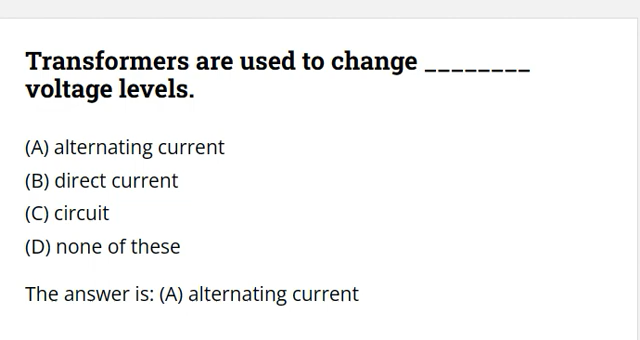 Transformers are used to change ________
voltage levels.
(A) alternating current
(B) direct current
(C) circuit
(D) none of these
The answer is: (A) alternating current